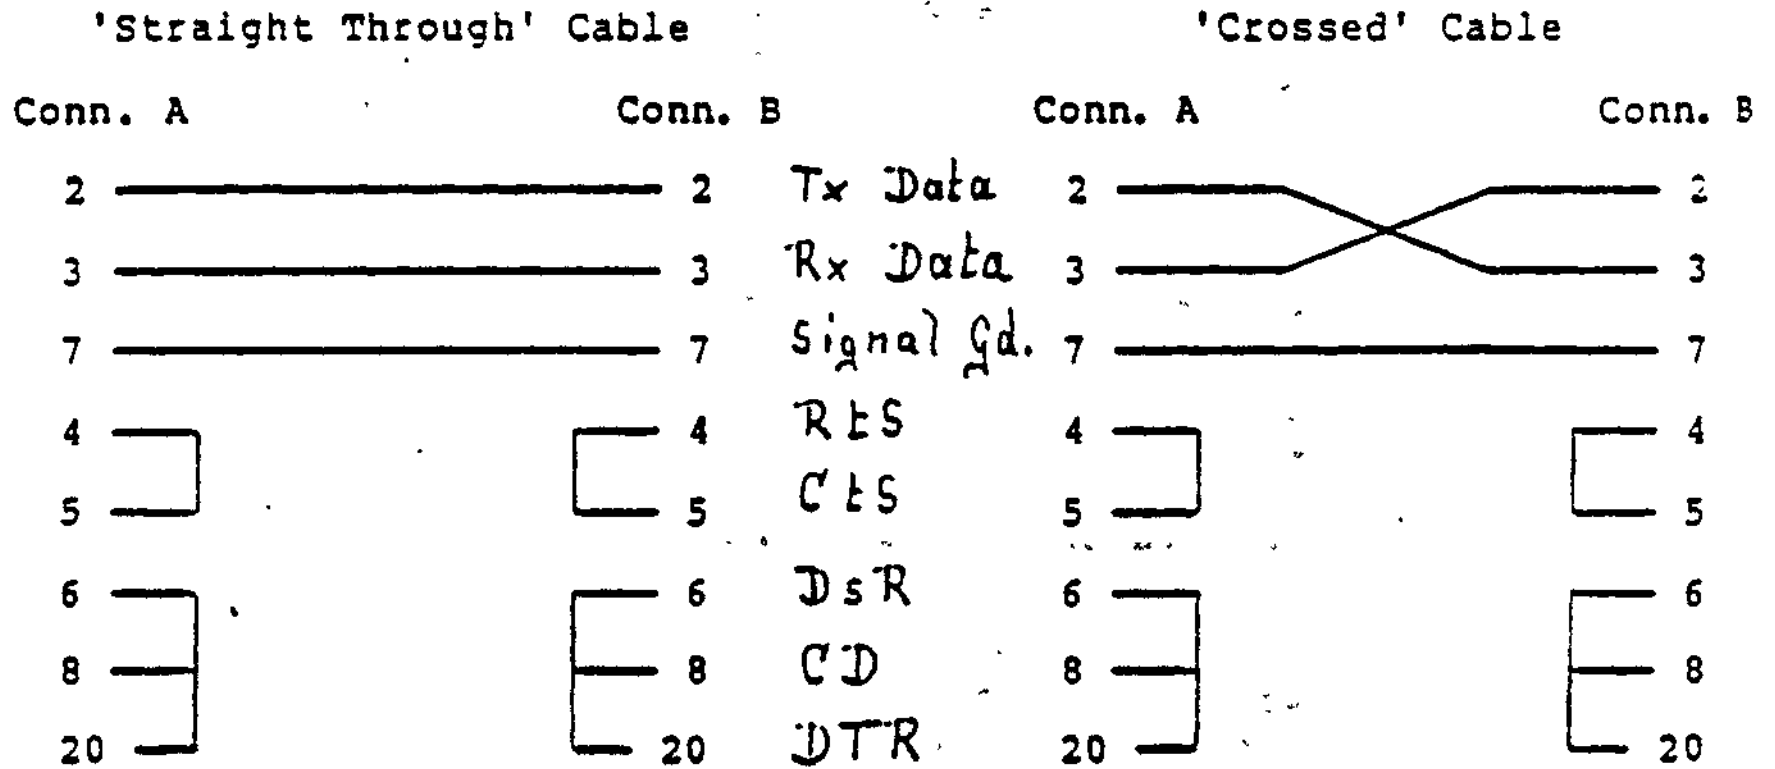 'Straight Through' Cable 'Crossed' Cable
Conn. A Conn. B Conn. A Conn. B
2 2 Tx Data 2 2
3 3 Rx Data 3 3
7 7 Signal Gd. 7 7
4 4 RtS 4 4
5 5 CtS 5 5
6 6 DsR 6 6
8 8 CD 8 8
20 20 DTR 20 20